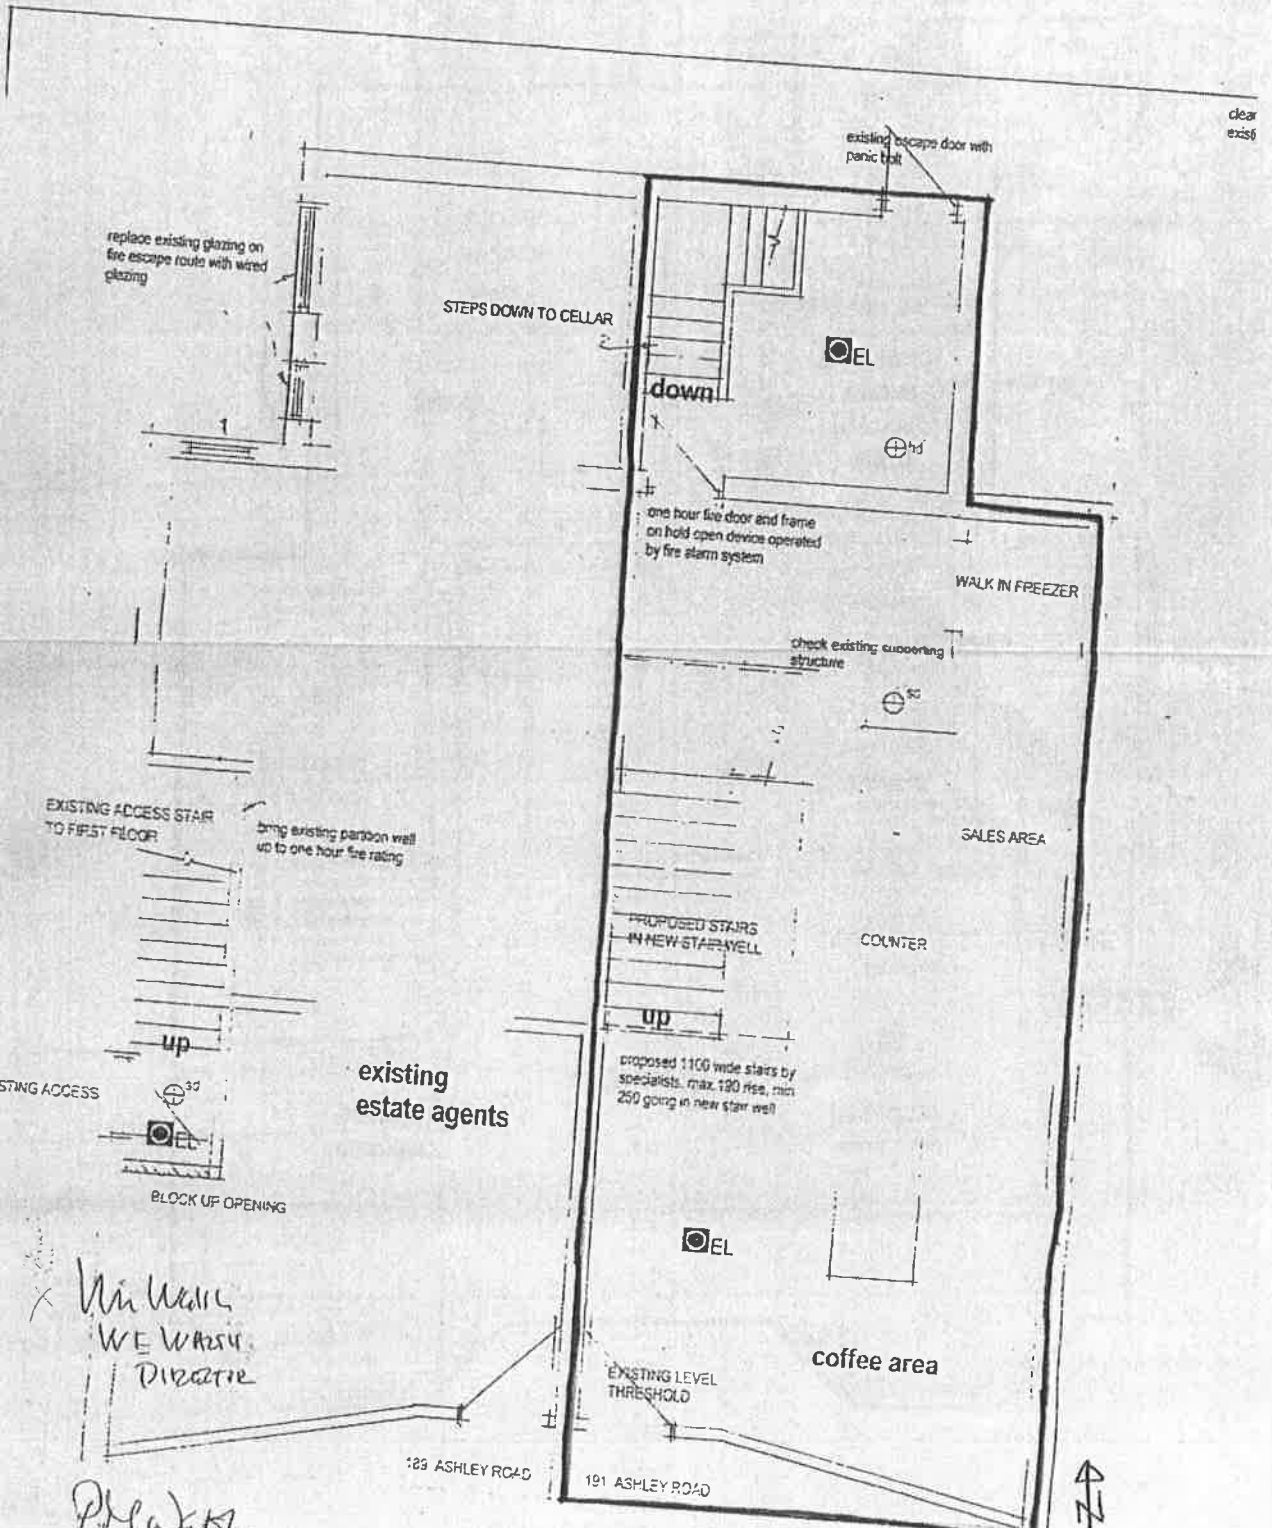 clear
existi
existing escape door with
panic bolt
replace existing glazing on
fire escape route with wired
glazing
STEPS DOWN TO CELLAR
EL
down
one hour fire door and frame
on hold open device operated
by fire alarm system
WALK IN FREEZER
check existing supporting
structure
SD
EXISTING ACCESS STAIR
TO FIRST FLOOR
bring existing partition wall
up to one hour fire rating
SALES AREA
PROPOSED STAIRS
IN NEW STAIRWELL
COUNTER
up
up
proposed 1100 wide stairs by
specialists, max 190 rise, min
250 going in new stair well
existing
estate agents
STING ACCESS
EL
BLOCK UP OPENING
EL
DIRECTOR
coffee area
EXISTING LEVEL
THRESHOLD
189 ASHLEY ROAD
191 ASHLEY ROAD
N